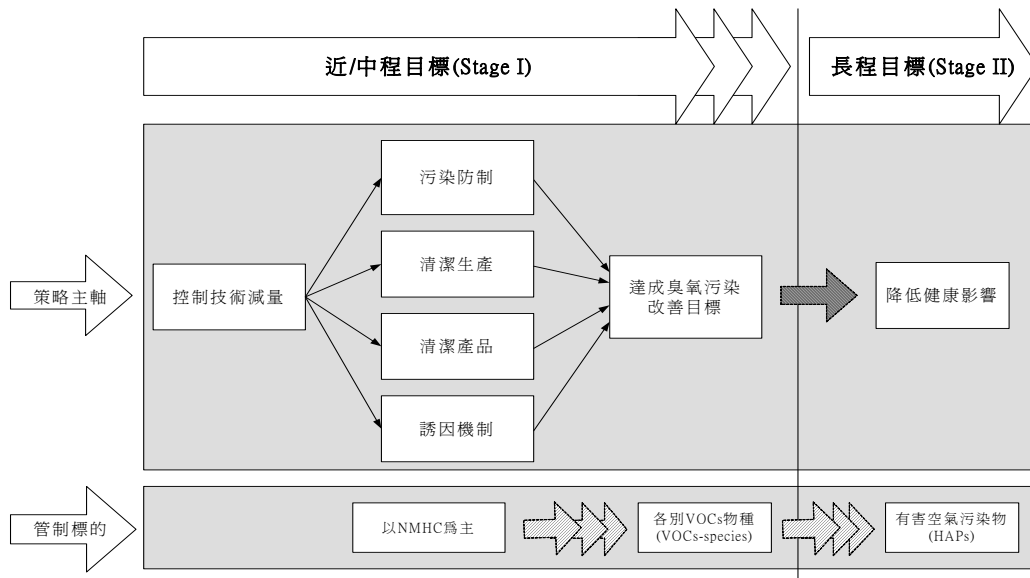 近/中程目標(Stage I)
長程目標(Stage II)
策略主軸
控制技術減量
污染防制
清潔生產
清潔產品
誘因機制
達成臭氧污染
改善目標
降低健康影響
管制標的
以NMHC爲主
各別VOCs物種
(VOCs-species)
有害空氣污染物
(HAPs)